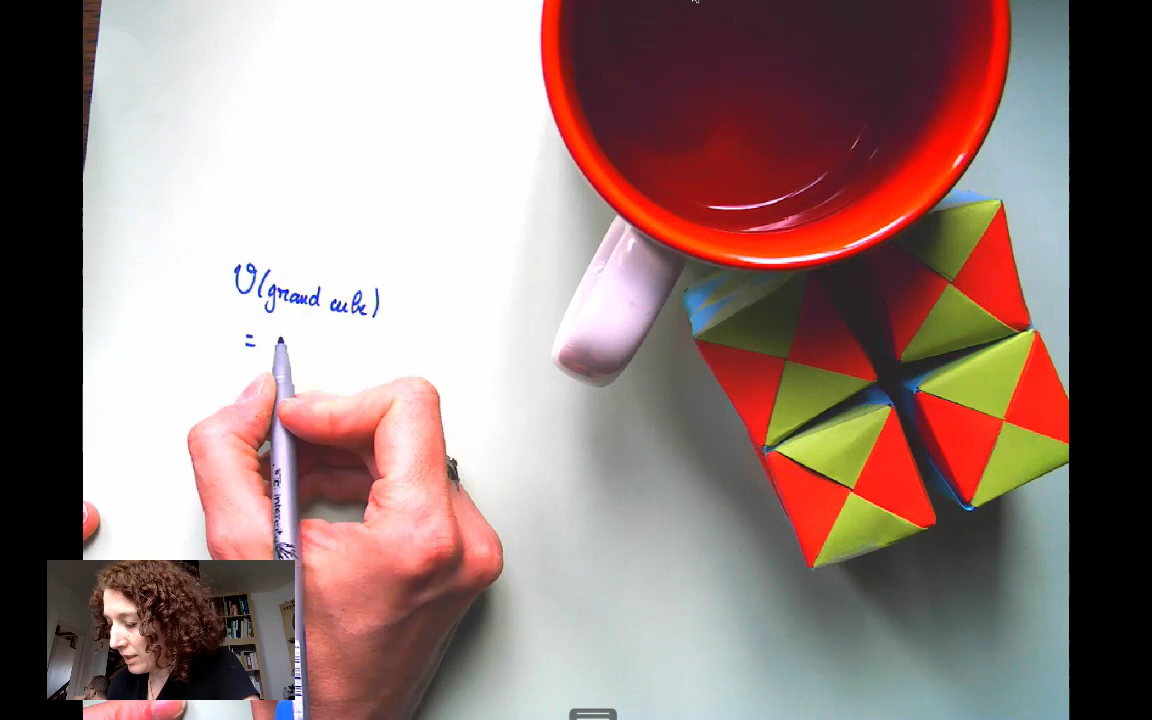 V(grand cube)
=